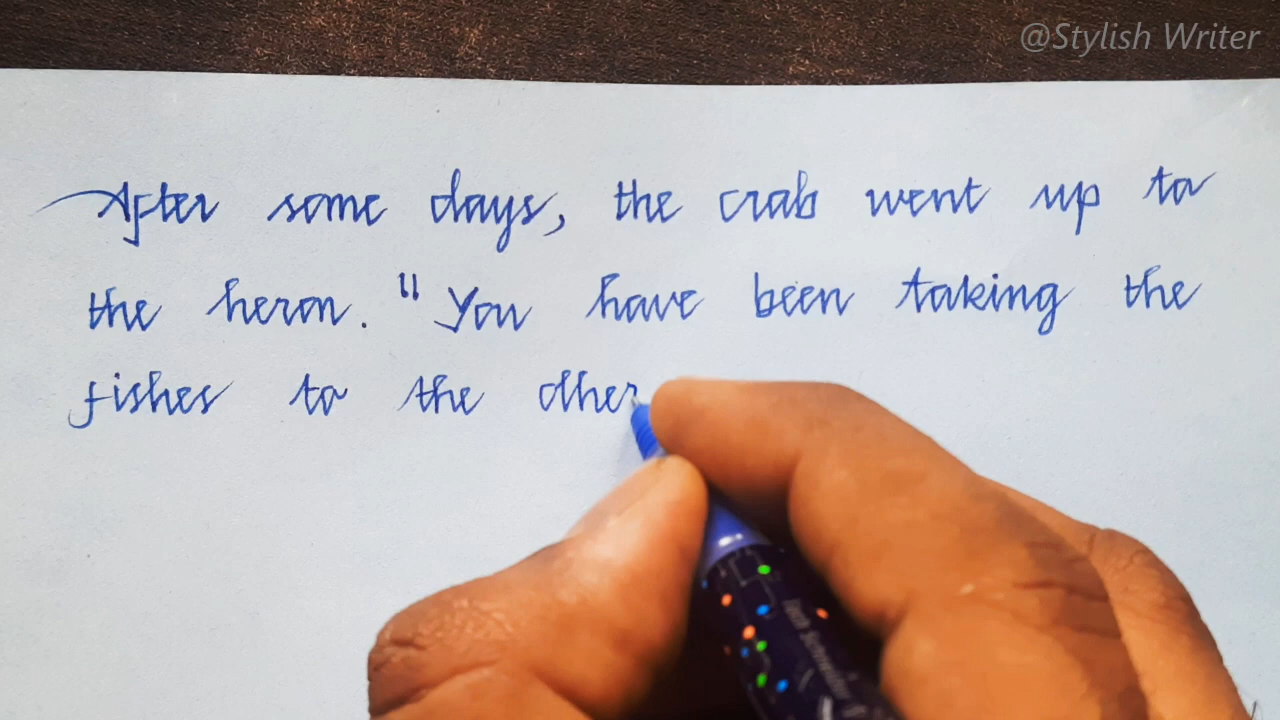 @Stylish Writer
After some days, the crab went up to
the heron. "You have been taking the
fishes to the other